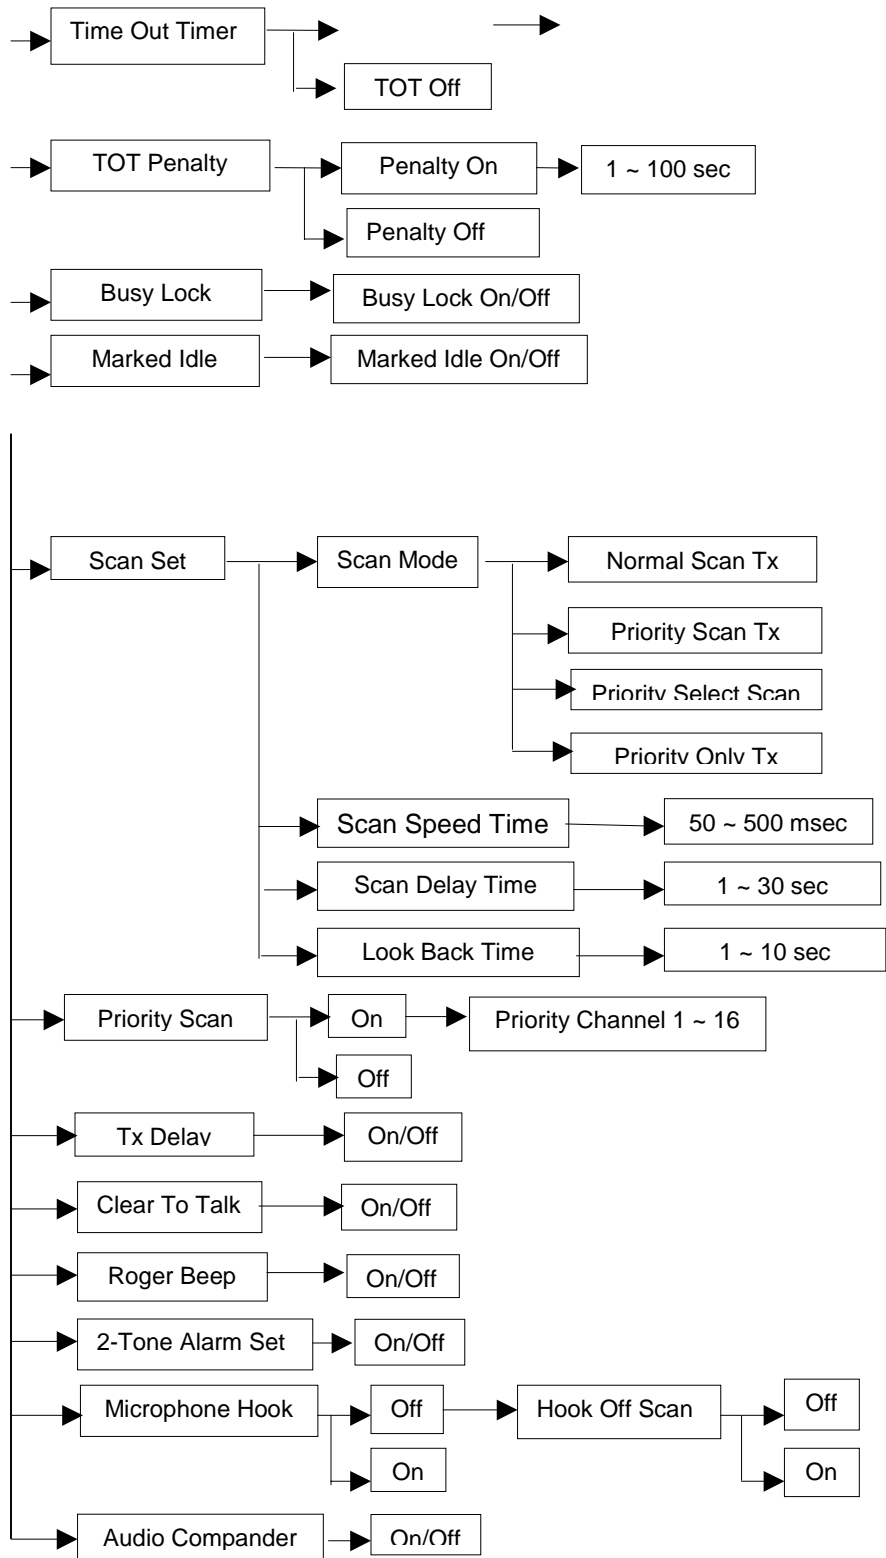 Time Out Timer
TOT Off
TOT Penalty
Penalty On
1 ~ 100 sec
Penalty Off
Busy Lock
Busy Lock On/Off
Marked Idle
Marked Idle On/Off
Scan Set
Scan Mode
Normal Scan Tx
Priority Scan Tx
Priority Select Scan
Priority Only Tx
Scan Speed Time
50 ~ 500 msec
Scan Delay Time
1 ~ 30 sec
Look Back Time
1 ~ 10 sec
Priority Scan
On
Priority Channel 1 ~ 16
Off
Tx Delay
On/Off
Clear To Talk
On/Off
Roger Beep
On/Off
2-Tone Alarm Set
On/Off
Microphone Hook
Off
Hook Off Scan
Off
On
On
Audio Compander
On/Off